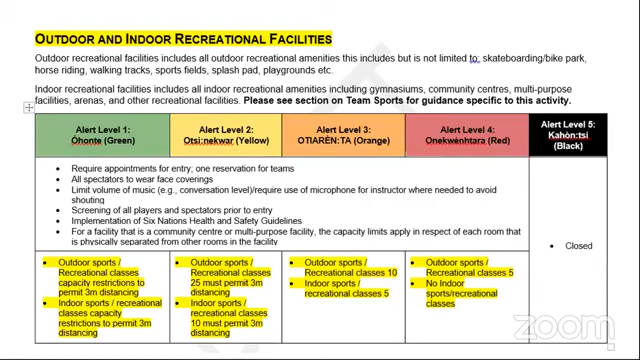 OUTDOOR AND INDOOR RECREATIONAL FACILITIES
Outdoor recreational facilities includes all outdoor recreational amenities this includes but is not limited to; skateboarding/bike park,
horse riding, walking tracks, sports fields, splash pad, playgrounds etc.
Indoor recreational facilities includes all indoor recreational amenities including gymnasiums, community centres, multi-purpose
facilities, arenas, and other recreational facilities. Please see section on Team Sports for guidance specific to this activity.
Alert Level 1:
Óhonte (Green)
Alert Level 2:
Otsi:nekwar (Yellow)
Alert Level 3:
OTIARÈN:TA (Orange)
Alert Level 4:
Onekwénhtara (Red)
Alert Level 5:
Kahòn:tsi
(Black)
• Require appointments for entry; one reservation for teams
• All spectators to wear face coverings
• Limit volume of music (e.g., conversation level)/require use of microphone for instructor where needed to avoid
shouting
• Screening of all players and spectators prior to entry
• Implementation of Six Nations Health and Safety Guidelines
• For a facility that is a community centre or multi-purpose facility, the capacity limits apply in respect of each room that
is physically separated from other rooms in the facility
• Closed
• Outdoor sports /
Recreational classes
capacity restrictions to
permit 3m distancing
• Indoor sports / recreational
classes capacity
restrictions to permit 3m
distancing
• Outdoor sports /
Recreational classes
25 must permit 3m
distancing
• Indoor sports /
recreational classes
10 must permit 3m
distancing
• Outdoor sports /
Recreational classes 10
• Indoor sports /
recreational classes 5
• Outdoor sports /
Recreational classes 5
• No Indoor
sports/recreational
classes
zoom